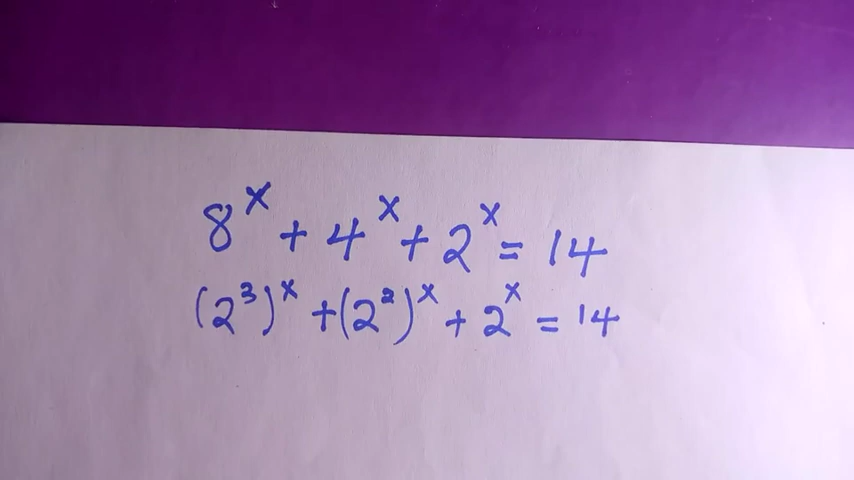 8^x + 4^x + 2^x = 14
(2^3)^x + (2^2)^x + 2^x = 14